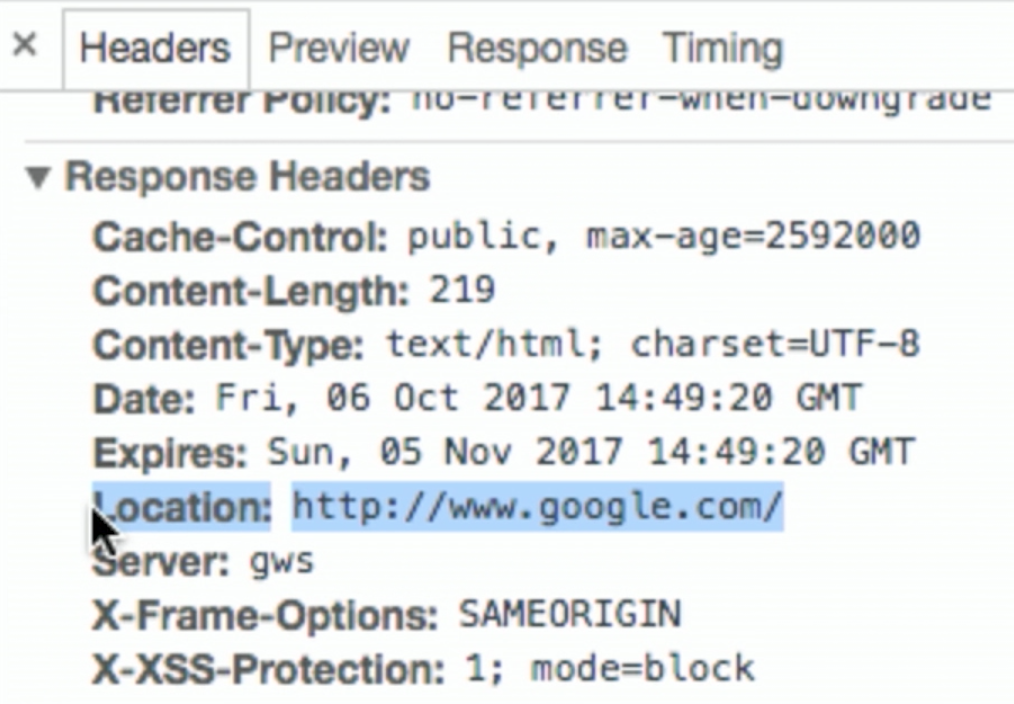 × Headers Preview Response Timing
Referrer Policy: no-referrer-when-downgrade
▼ Response Headers
Cache-Control: public, max-age=2592000
Content-Length: 219
Content-Type: text/html; charset=UTF-8
Date: Fri, 06 Oct 2017 14:49:20 GMT
Expires: Sun, 05 Nov 2017 14:49:20 GMT
Location: http://www.google.com/
Server: gws
X-Frame-Options: SAMEORIGIN
X-XSS-Protection: 1; mode=block